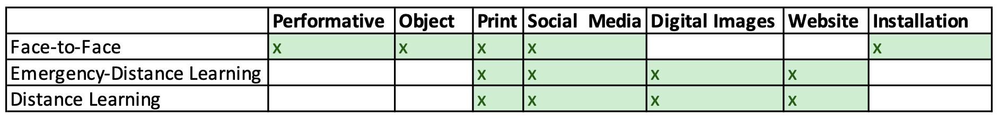 Performative Object Print Social Media Digital Images Website Installation
Face-to-Face x x x x x
Emergency-Distance Learning x x x x
Distance Learning x x x x